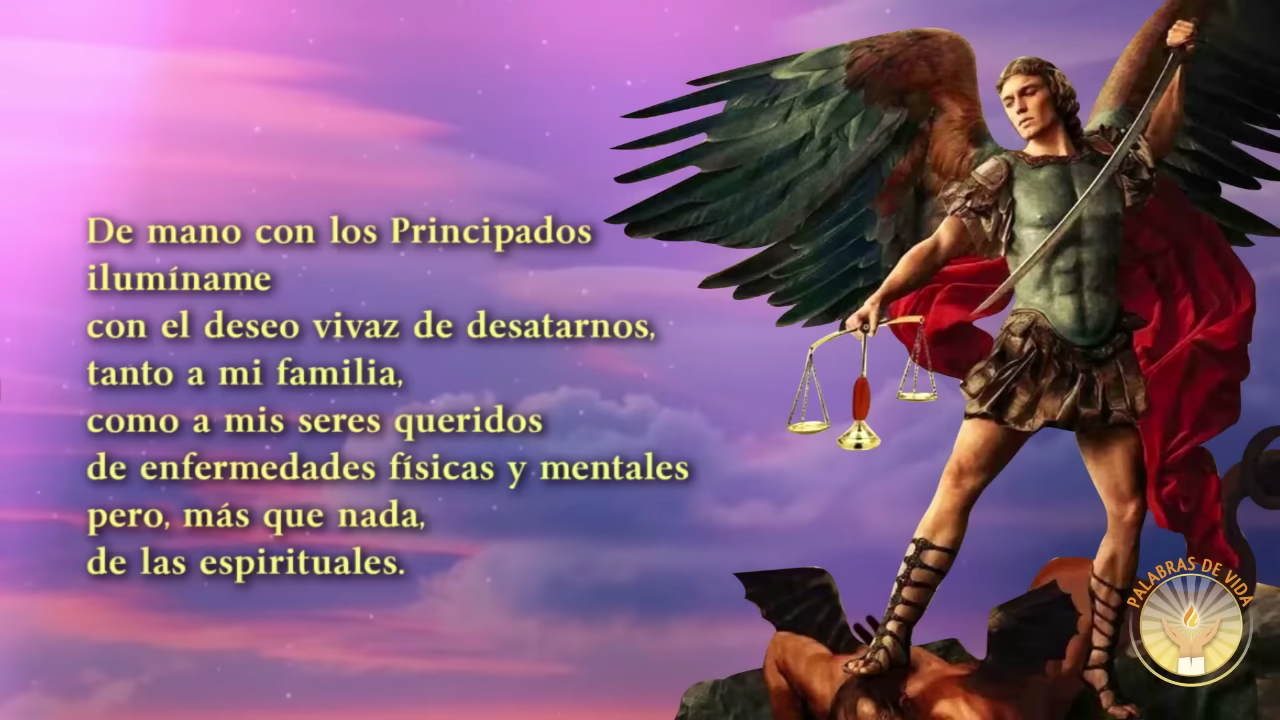 De mano con los Principados
ilumíname
con el deseo vivaz de desatarnos,
tanto a mi familia,
como a mis seres queridos
de enfermedades físicas y mentales
pero, más que nada,
de las espirituales.
PALABRAS DE VIDA